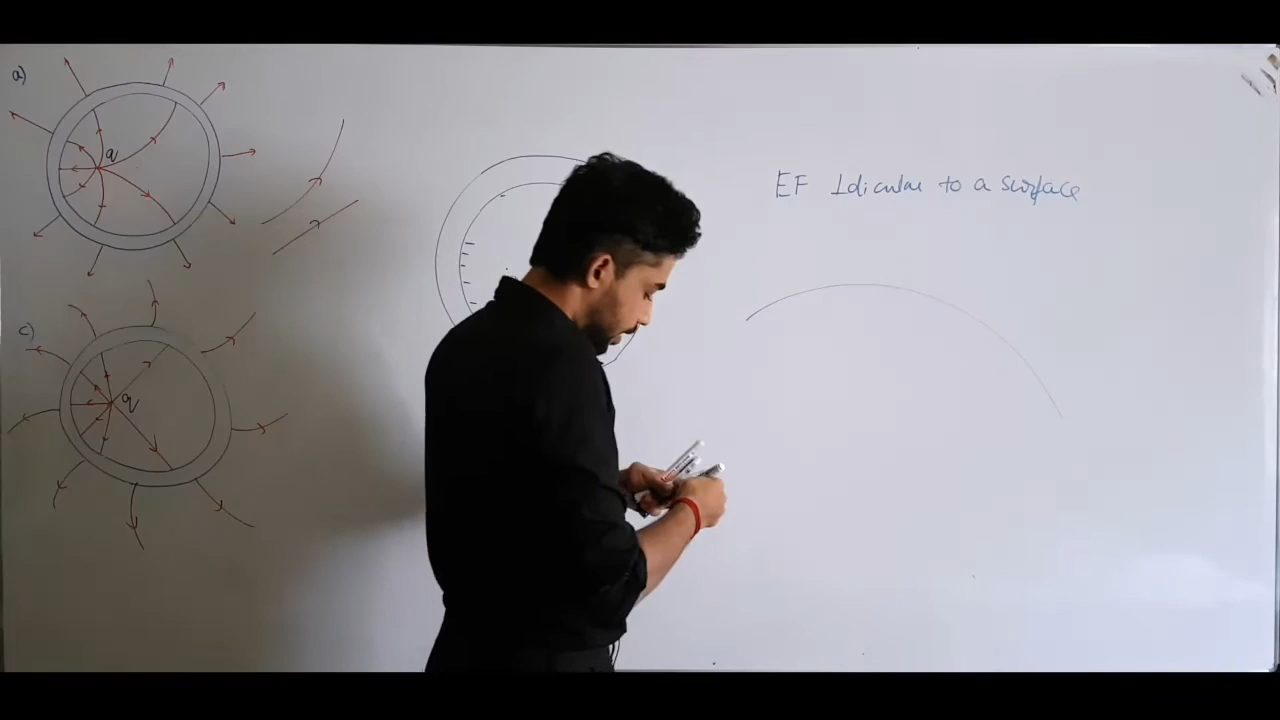 a)
q
EF ⊥dicular to a surface
c)
q